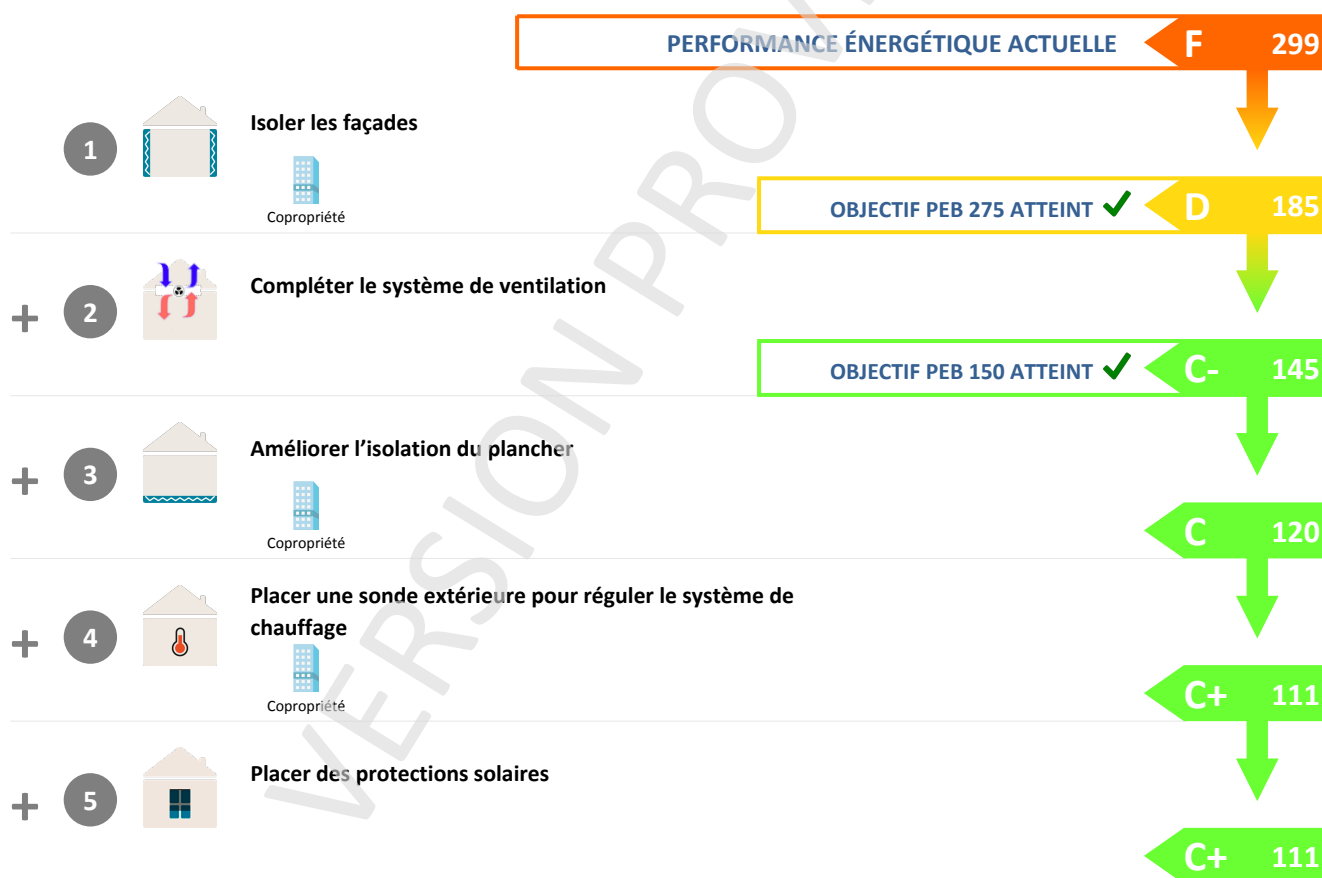 PERFORMANCE ÉNERGÉTIQUE ACTUELLE F 299
1 Isoler les façades
Copropriété
OBJECTIF PEB 275 ATTEINT ✓ D 185
+ 2 Compléter le système de ventilation
OBJECTIF PEB 150 ATTEINT ✓ C- 145
+ 3 Améliorer l’isolation du plancher
Copropriété
C 120
+ 4 Placer une sonde extérieure pour réguler le système de
chauffage
Copropriété
C+ 111
+ 5 Placer des protections solaires
C+ 111
VERSION PROV